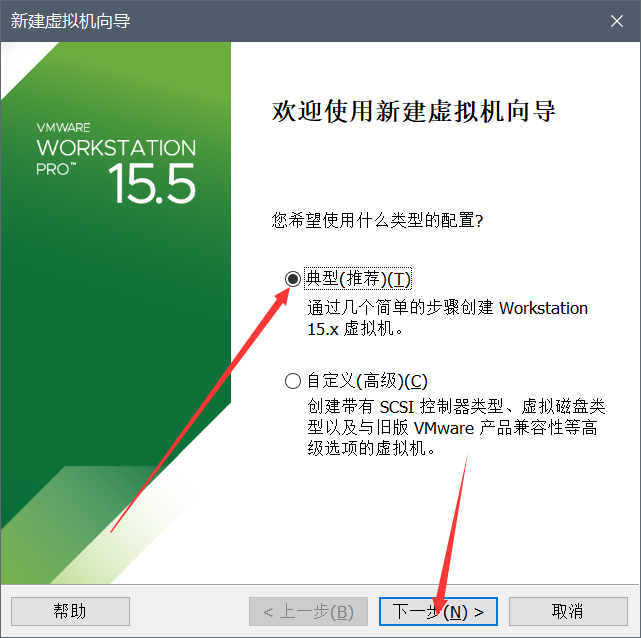 新建虚拟机向导
VMWARE
WORKSTATION
PRO™
15.5
欢迎使用新建虚拟机向导
您希望使用什么类型的配置?
典型(推荐)(T)
通过几个简单的步骤创建 Workstation
15.x 虚拟机。
自定义(高级)(C)
创建带有 SCSI 控制器类型、虚拟磁盘类
型以及与旧版 VMware 产品兼容性等高
级选项的虚拟机。
帮助
< 上一步(B)
下一步(N) >
取消